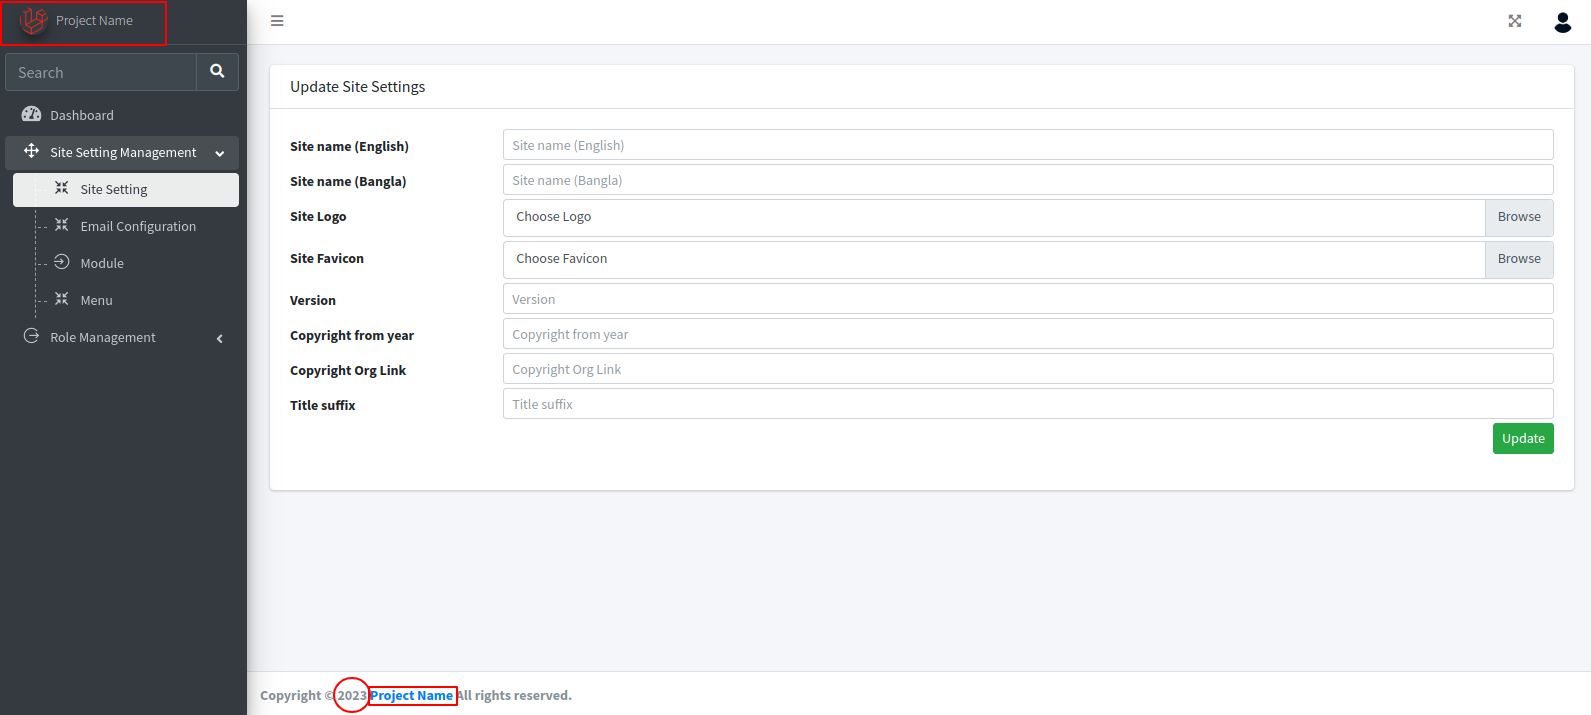 Project Name
Search
Dashboard
Site Setting Management
Site Setting
Email Configuration
Module
Menu
Role Management
Update Site Settings
Site name (English) Site name (English)
Site name (Bangla) Site name (Bangla)
Site Logo Choose Logo Browse
Site Favicon Choose Favicon Browse
Version Version
Copyright from year Copyright from year
Copyright Org Link Copyright Org Link
Title suffix Title suffix
Update
Copyright © 2023 Project Name All rights reserved.